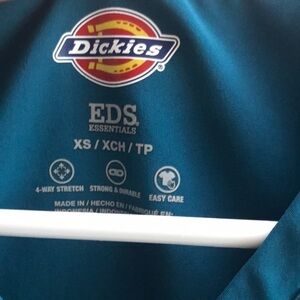 Dickies
EDS.
ESSENTIALS
XS / XCH / TP
4-WAY STRETCH
STRONG & DURABLE
EASY CARE
MADE IN / HECHO EN / FABRIQUÉ EN:
INDONESIA / INDONESIA